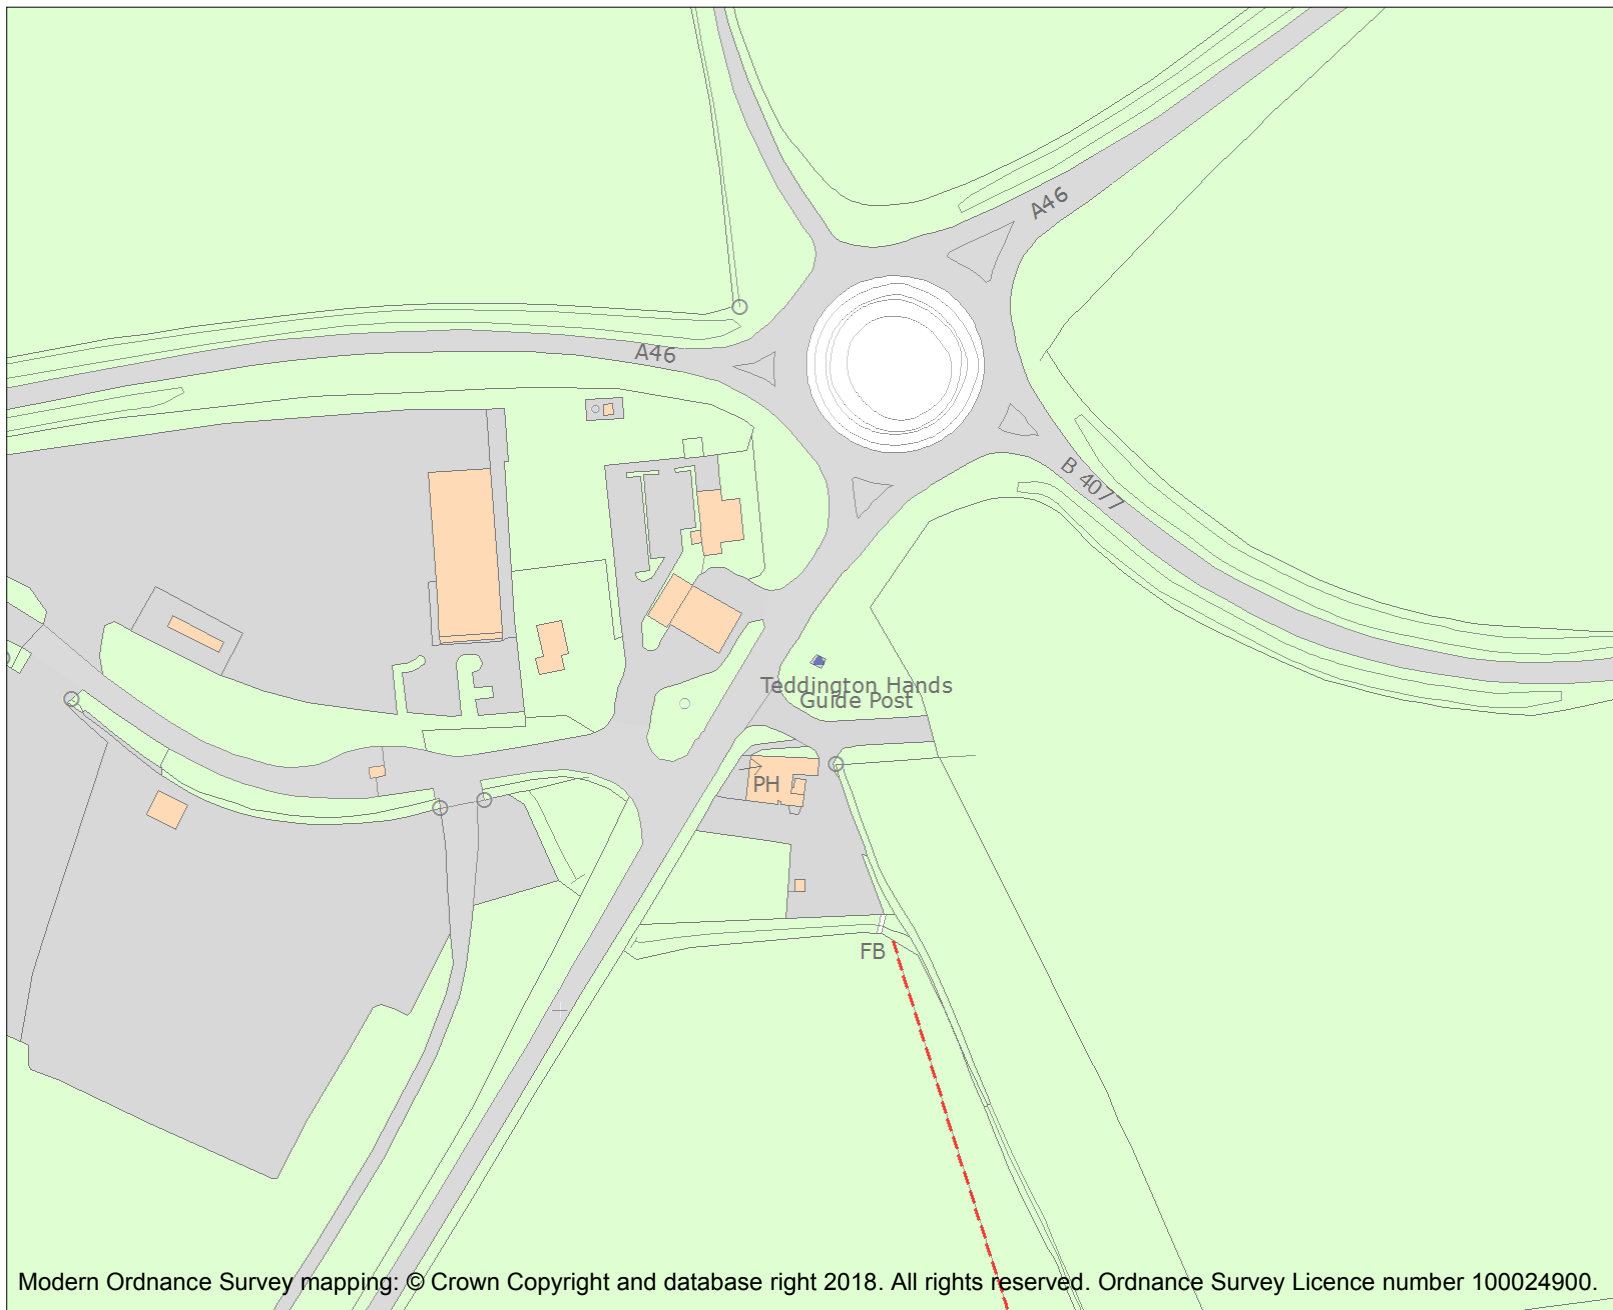 A46
A46
B 4077
Teddington Hands
Guide Post
PH
FB
Modern Ordnance Survey mapping: © Crown Copyright and database right 2018. All rights reserved. Ordnance Survey Licence number 100024900.